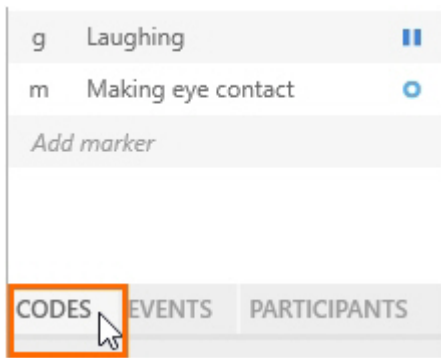 g Laughing
m Making eye contact
Add marker
CODES EVENTS PARTICIPANTS